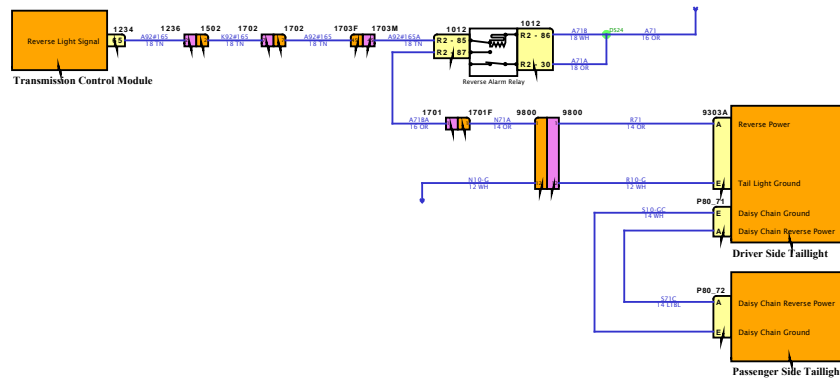 1234
1236
1502
1702
1702
1703F
1703M
1012
1012
Reverse Light Signal
A92#16S
18 TN
K92#16S
18 TN
A92#16S
18 TN
A92#16SA
18 TN
R2 - 85
R2 - 87
R2 - 86
R2 - 30
A71B
18 WH
DS24
A71
16 OR
A71A
18 OR
Reverse Alarm Relay
Transmission Control Module
1701
1701F
9800
9800
9303A
A71BA
16 OR
N71A
14 OR
R71
14 OR
A
Reverse Power
N10-G
12 WH
R10-G
12 WH
E
Tail Light Ground
P80_71
S10-GC
14 WH
E
Daisy Chain Ground
A
Daisy Chain Reverse Power
Driver Side Taillight
P80_72
S71C
14 LTBL
A
Daisy Chain Reverse Power
E
Daisy Chain Ground
Passenger Side Taillight